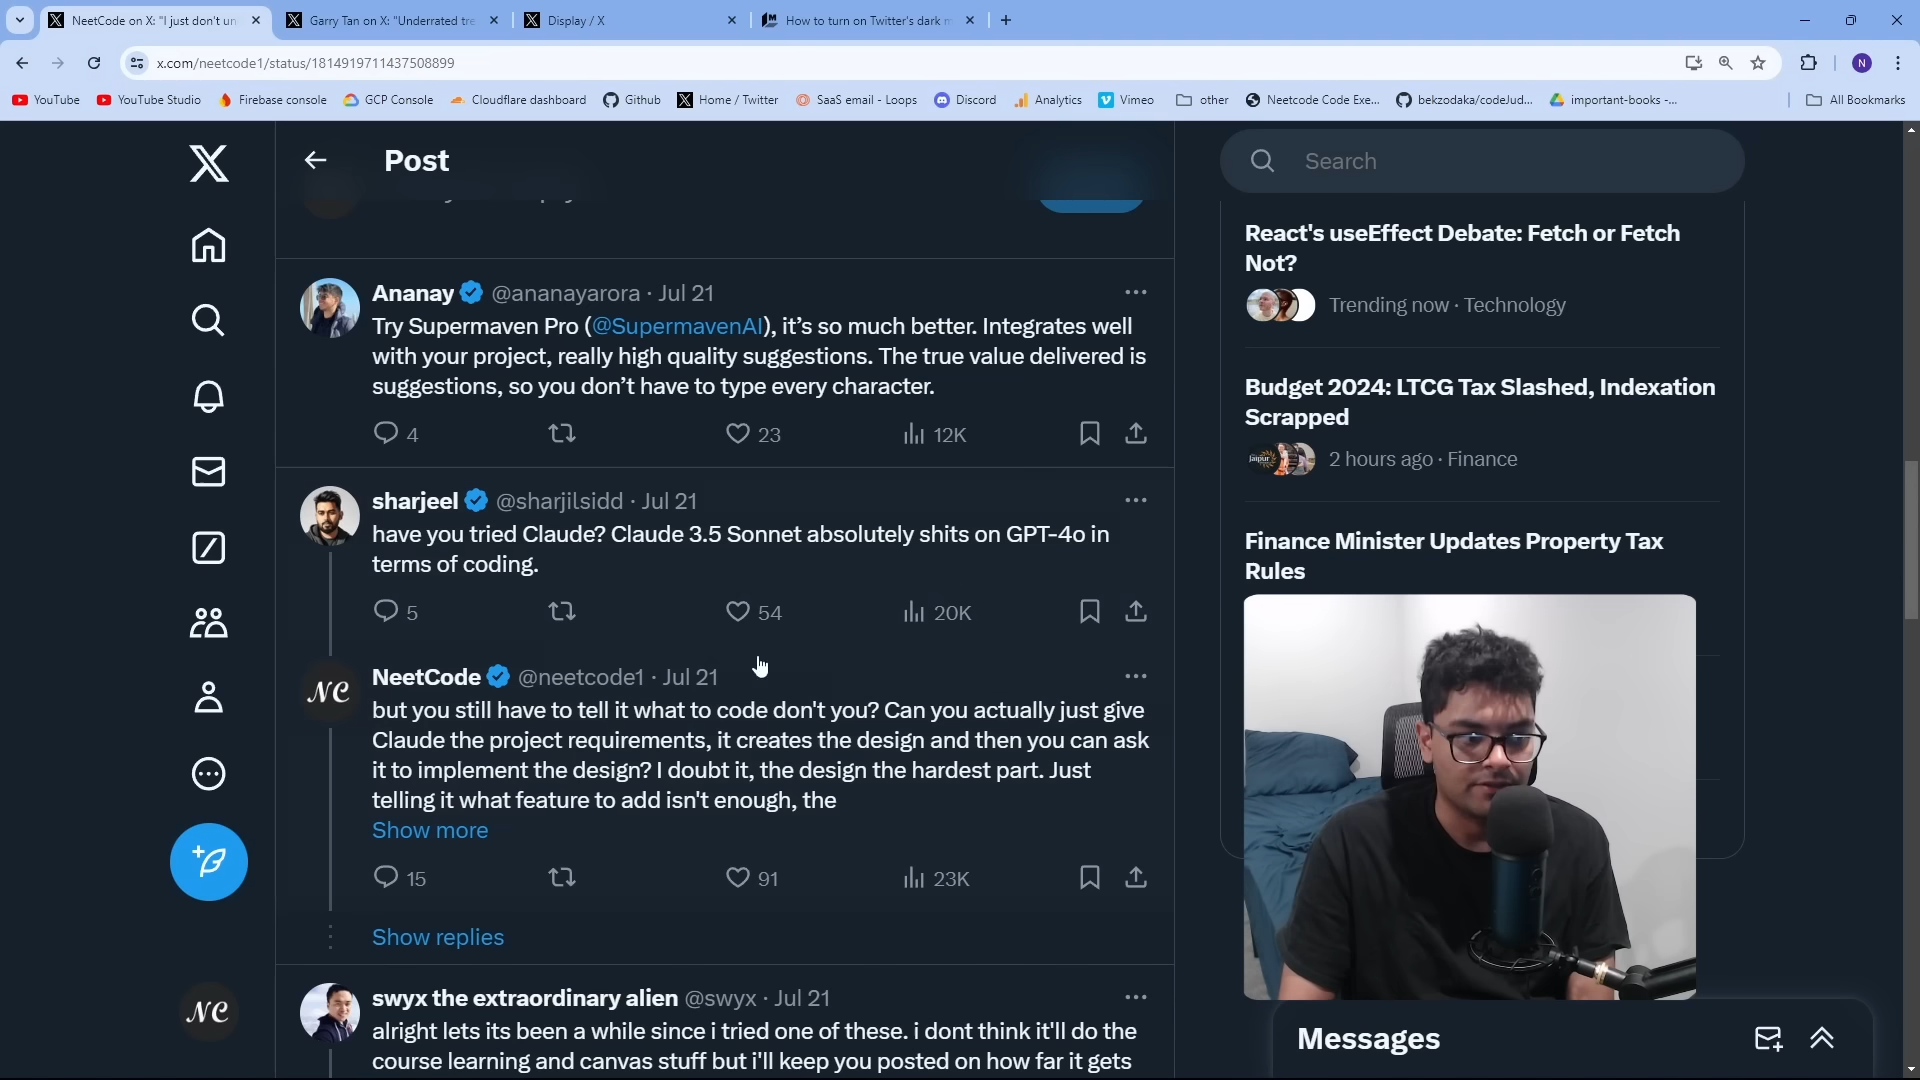 NeetCode on X: "I just don't un
Garry Tan on X: "Underrated tre
Display / X
How to turn on Twitter's dark m
x.com/neetcode1/status/1814919711437508899
N
YouTube
YouTube Studio
Firebase console
GCP Console
Cloudflare dashboard
Github
Home / Twitter
SaaS email - Loops
Discord
Analytics
Vimeo
other
Neetcode Code Exe...
bekzodaka/codeJud...
important-books -...
All Bookmarks
Post
Ananay @ananayarora · Jul 21
Try Supermaven Pro (@SupermavenAI), it’s so much better. Integrates well
with your project, really high quality suggestions. The true value delivered is
suggestions, so you don’t have to type every character.
4
23
12K
sharjeel @sharjilsidd · Jul 21
have you tried Claude? Claude 3.5 Sonnet absolutely shits on GPT-4o in
terms of coding.
5
54
20K
NC
NeetCode @neetcode1 · Jul 21
but you still have to tell it what to code don't you? Can you actually just give
Claude the project requirements, it creates the design and then you can ask
it to implement the design? I doubt it, the design the hardest part. Just
telling it what feature to add isn't enough, the
Show more
15
91
23K
Show replies
swyx the extraordinary alien @swyx · Jul 21
alright lets its been a while since i tried one of these. i dont think it'll do the
course learning and canvas stuff but i'll keep you posted on how far it gets
NC
Search
React's useEffect Debate: Fetch or Fetch
Not?
Trending now · Technology
Budget 2024: LTCG Tax Slashed, Indexation
Scrapped
Jaipur
2 hours ago · Finance
Finance Minister Updates Property Tax
Rules
Messages